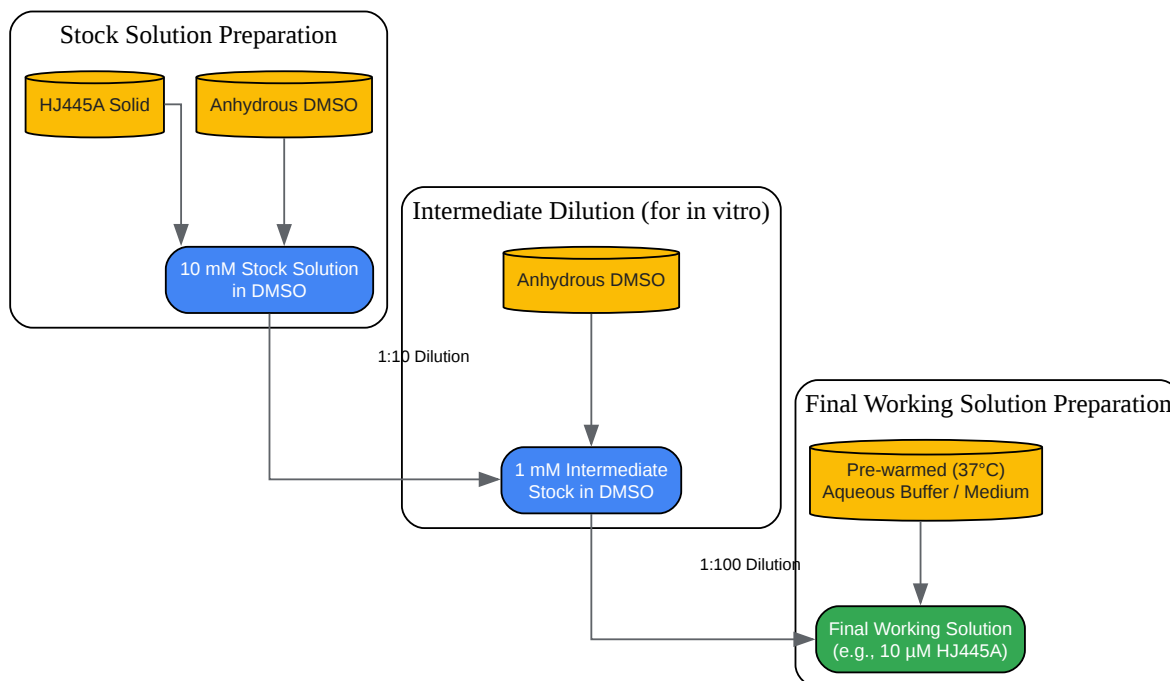 Stock Solution Preparation
HJ445A Solid
Anhydrous DMSO
10 mM Stock Solution
in DMSO
Intermediate Dilution (for in vitro)
Anhydrous DMSO
1:10 Dilution
1 mM Intermediate
Stock in DMSO
Final Working Solution Preparation
Pre-warmed (37°C)
Aqueous Buffer / Medium
1:100 Dilution
Final Working Solution
(e.g., 10 µM HJ445A)